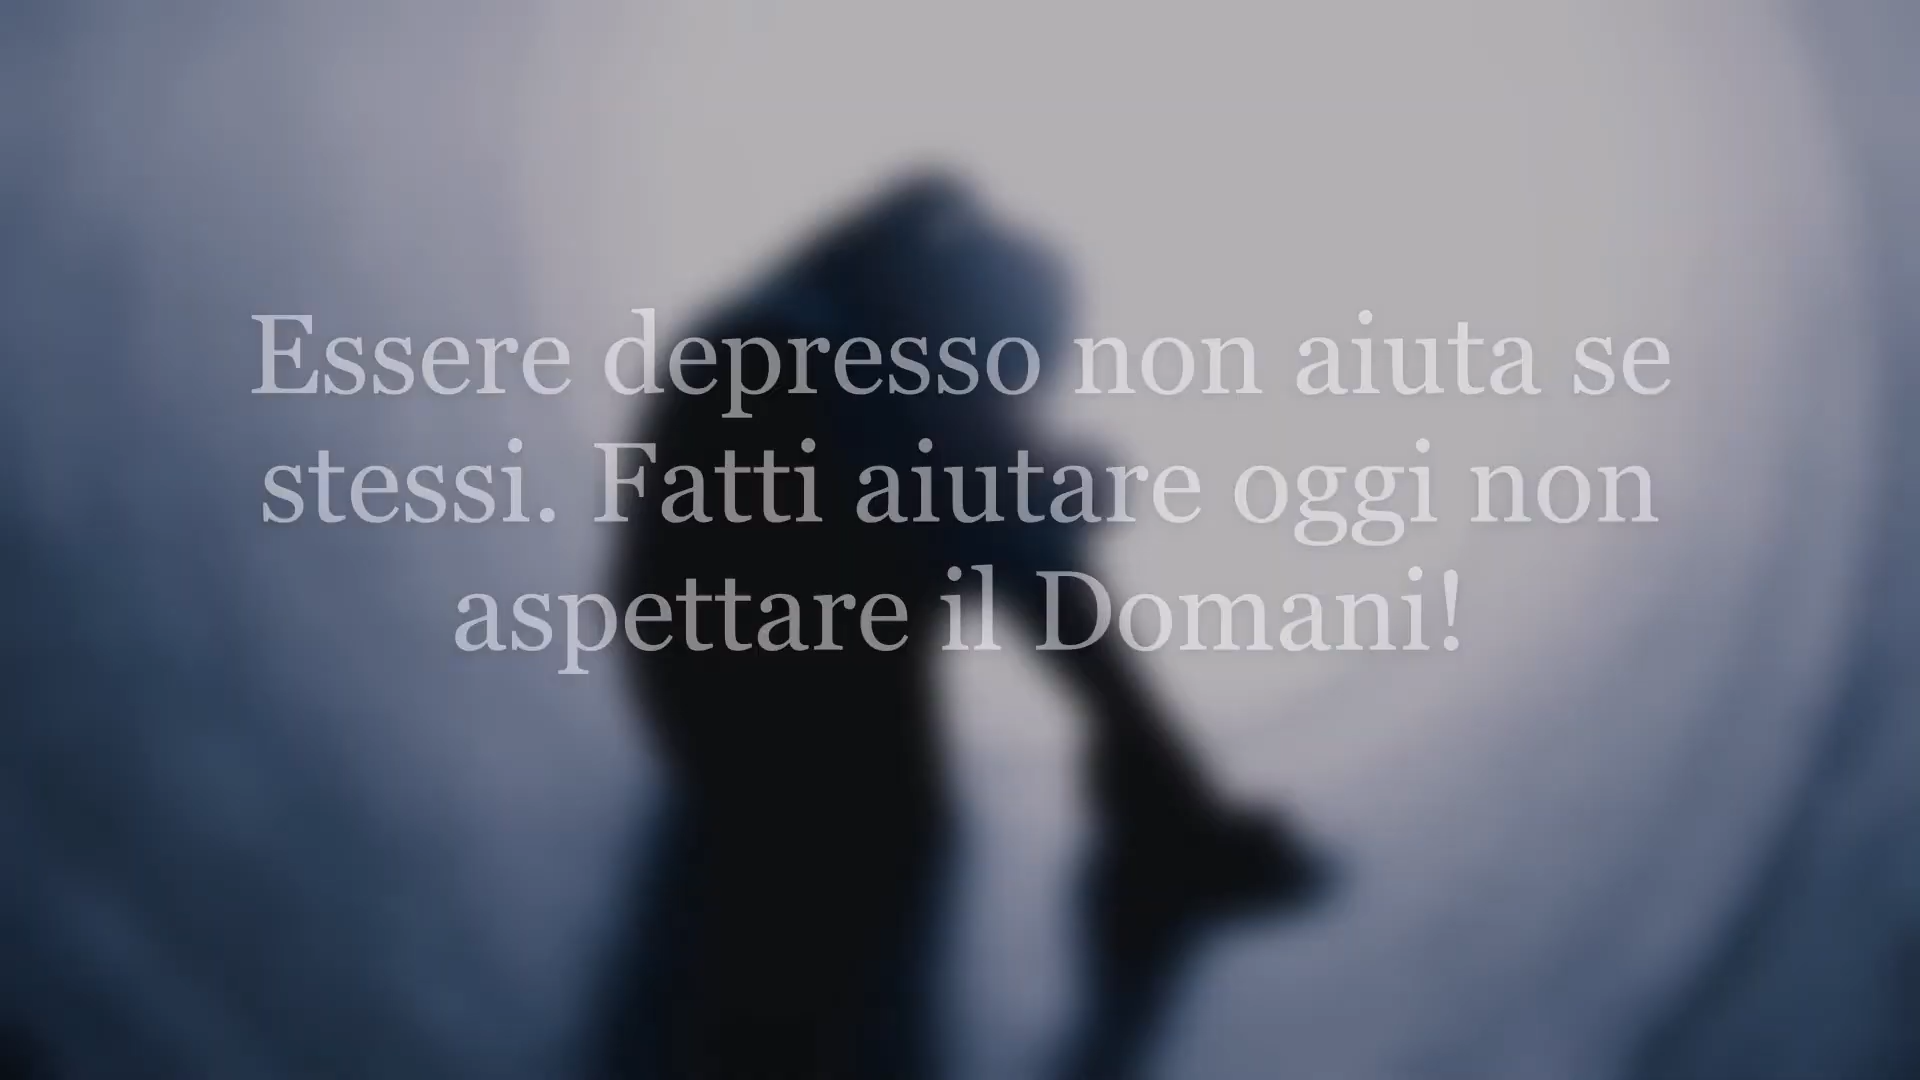 Essere depresso non aiuta se
stessi. Fatti aiutare oggi non
aspettare il Domani!